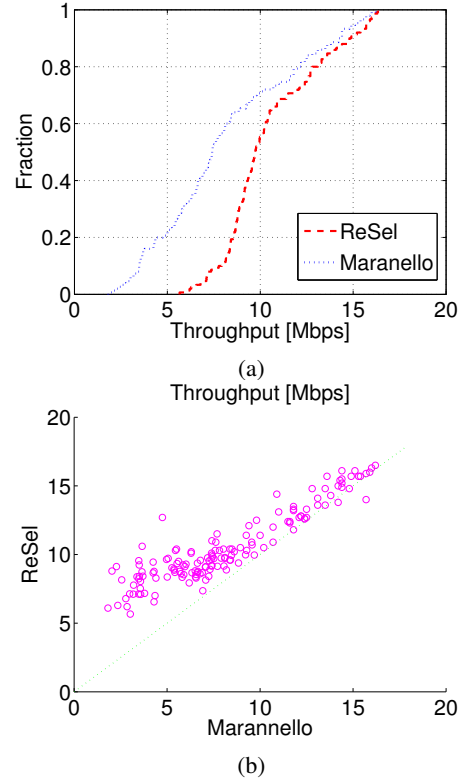 1
0.8
0.6
0.4
0.2
0
Fraction
ReSel
Maranello
0 5 10 15 20
Throughput [Mbps]
(a)
Throughput [Mbps]
20
15
10
5
0
ReSel
0 5 10 15 20
Marannello
(b)